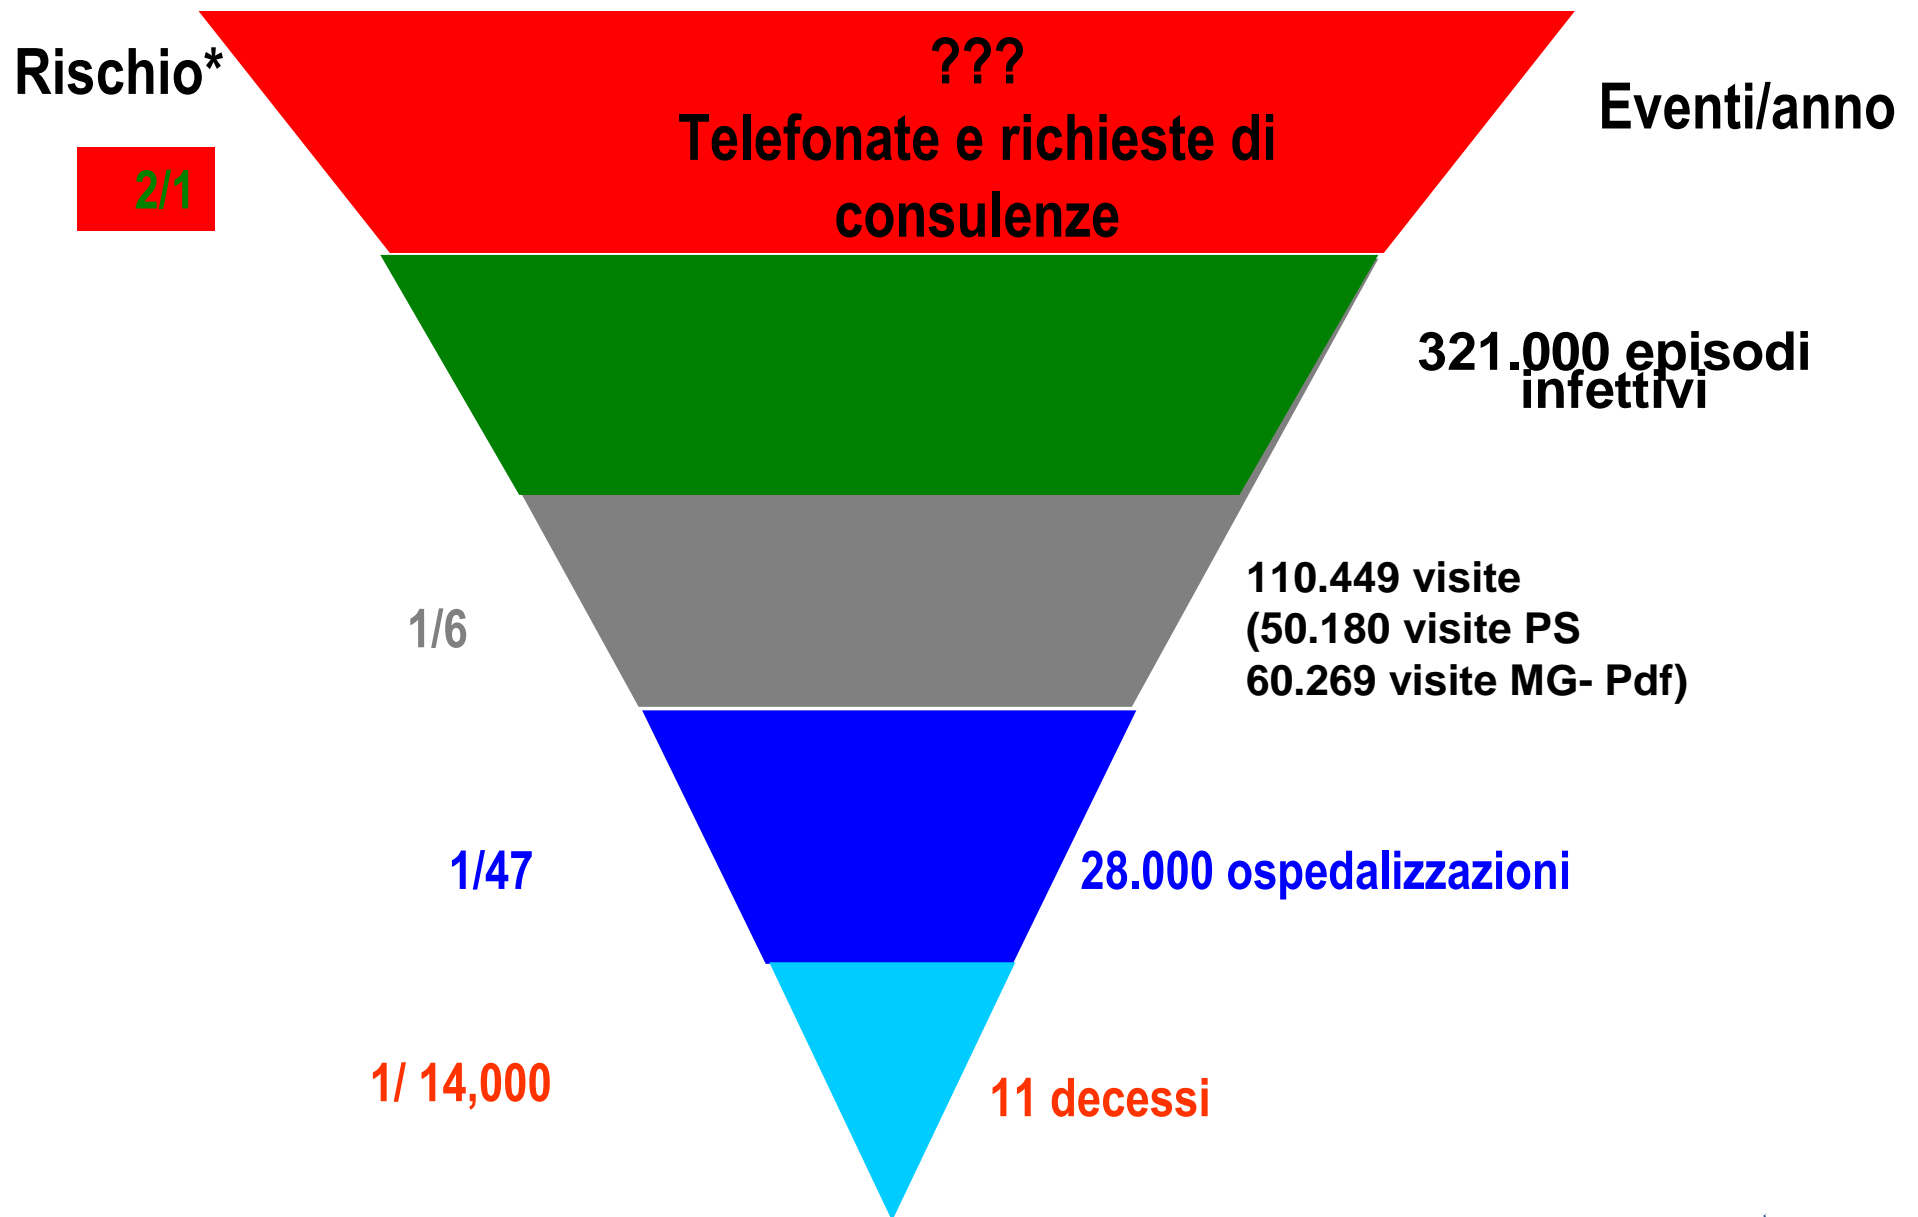 Rischio*
???
Telefonate e richieste di
consulenze
Eventi/anno
2/1
321.000 episodi
infettivi
1/6
110.449 visite
(50.180 visite PS
60.269 visite MG- Pdf)
1/47
28.000 ospedalizzazioni
1/ 14,000
11 decessi